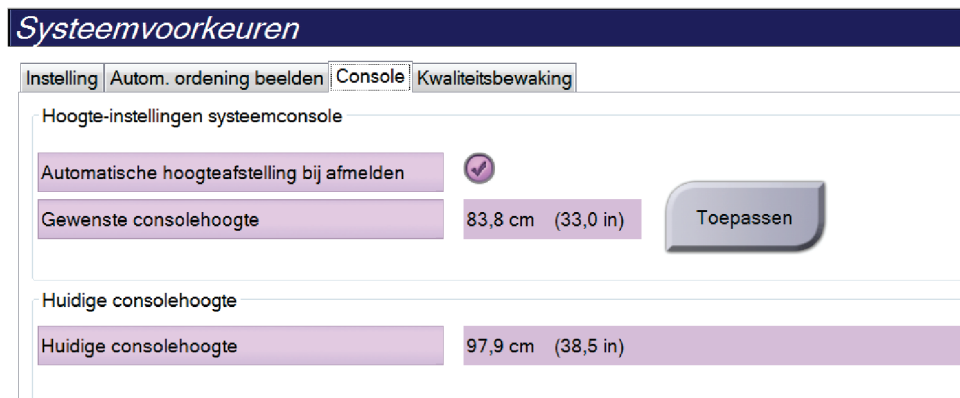 Systeemvoorkeuren
Instelling Autom. ordening beelden Console Kwaliteitsbewaking
Hoogte-instellingen systeemconsole
Automatische hoogteafstelling bij afmelden
Gewenste consolehoogte 83,8 cm (33,0 in) Toepassen
Huidige consolehoogte
Huidige consolehoogte 97,9 cm (38,5 in)